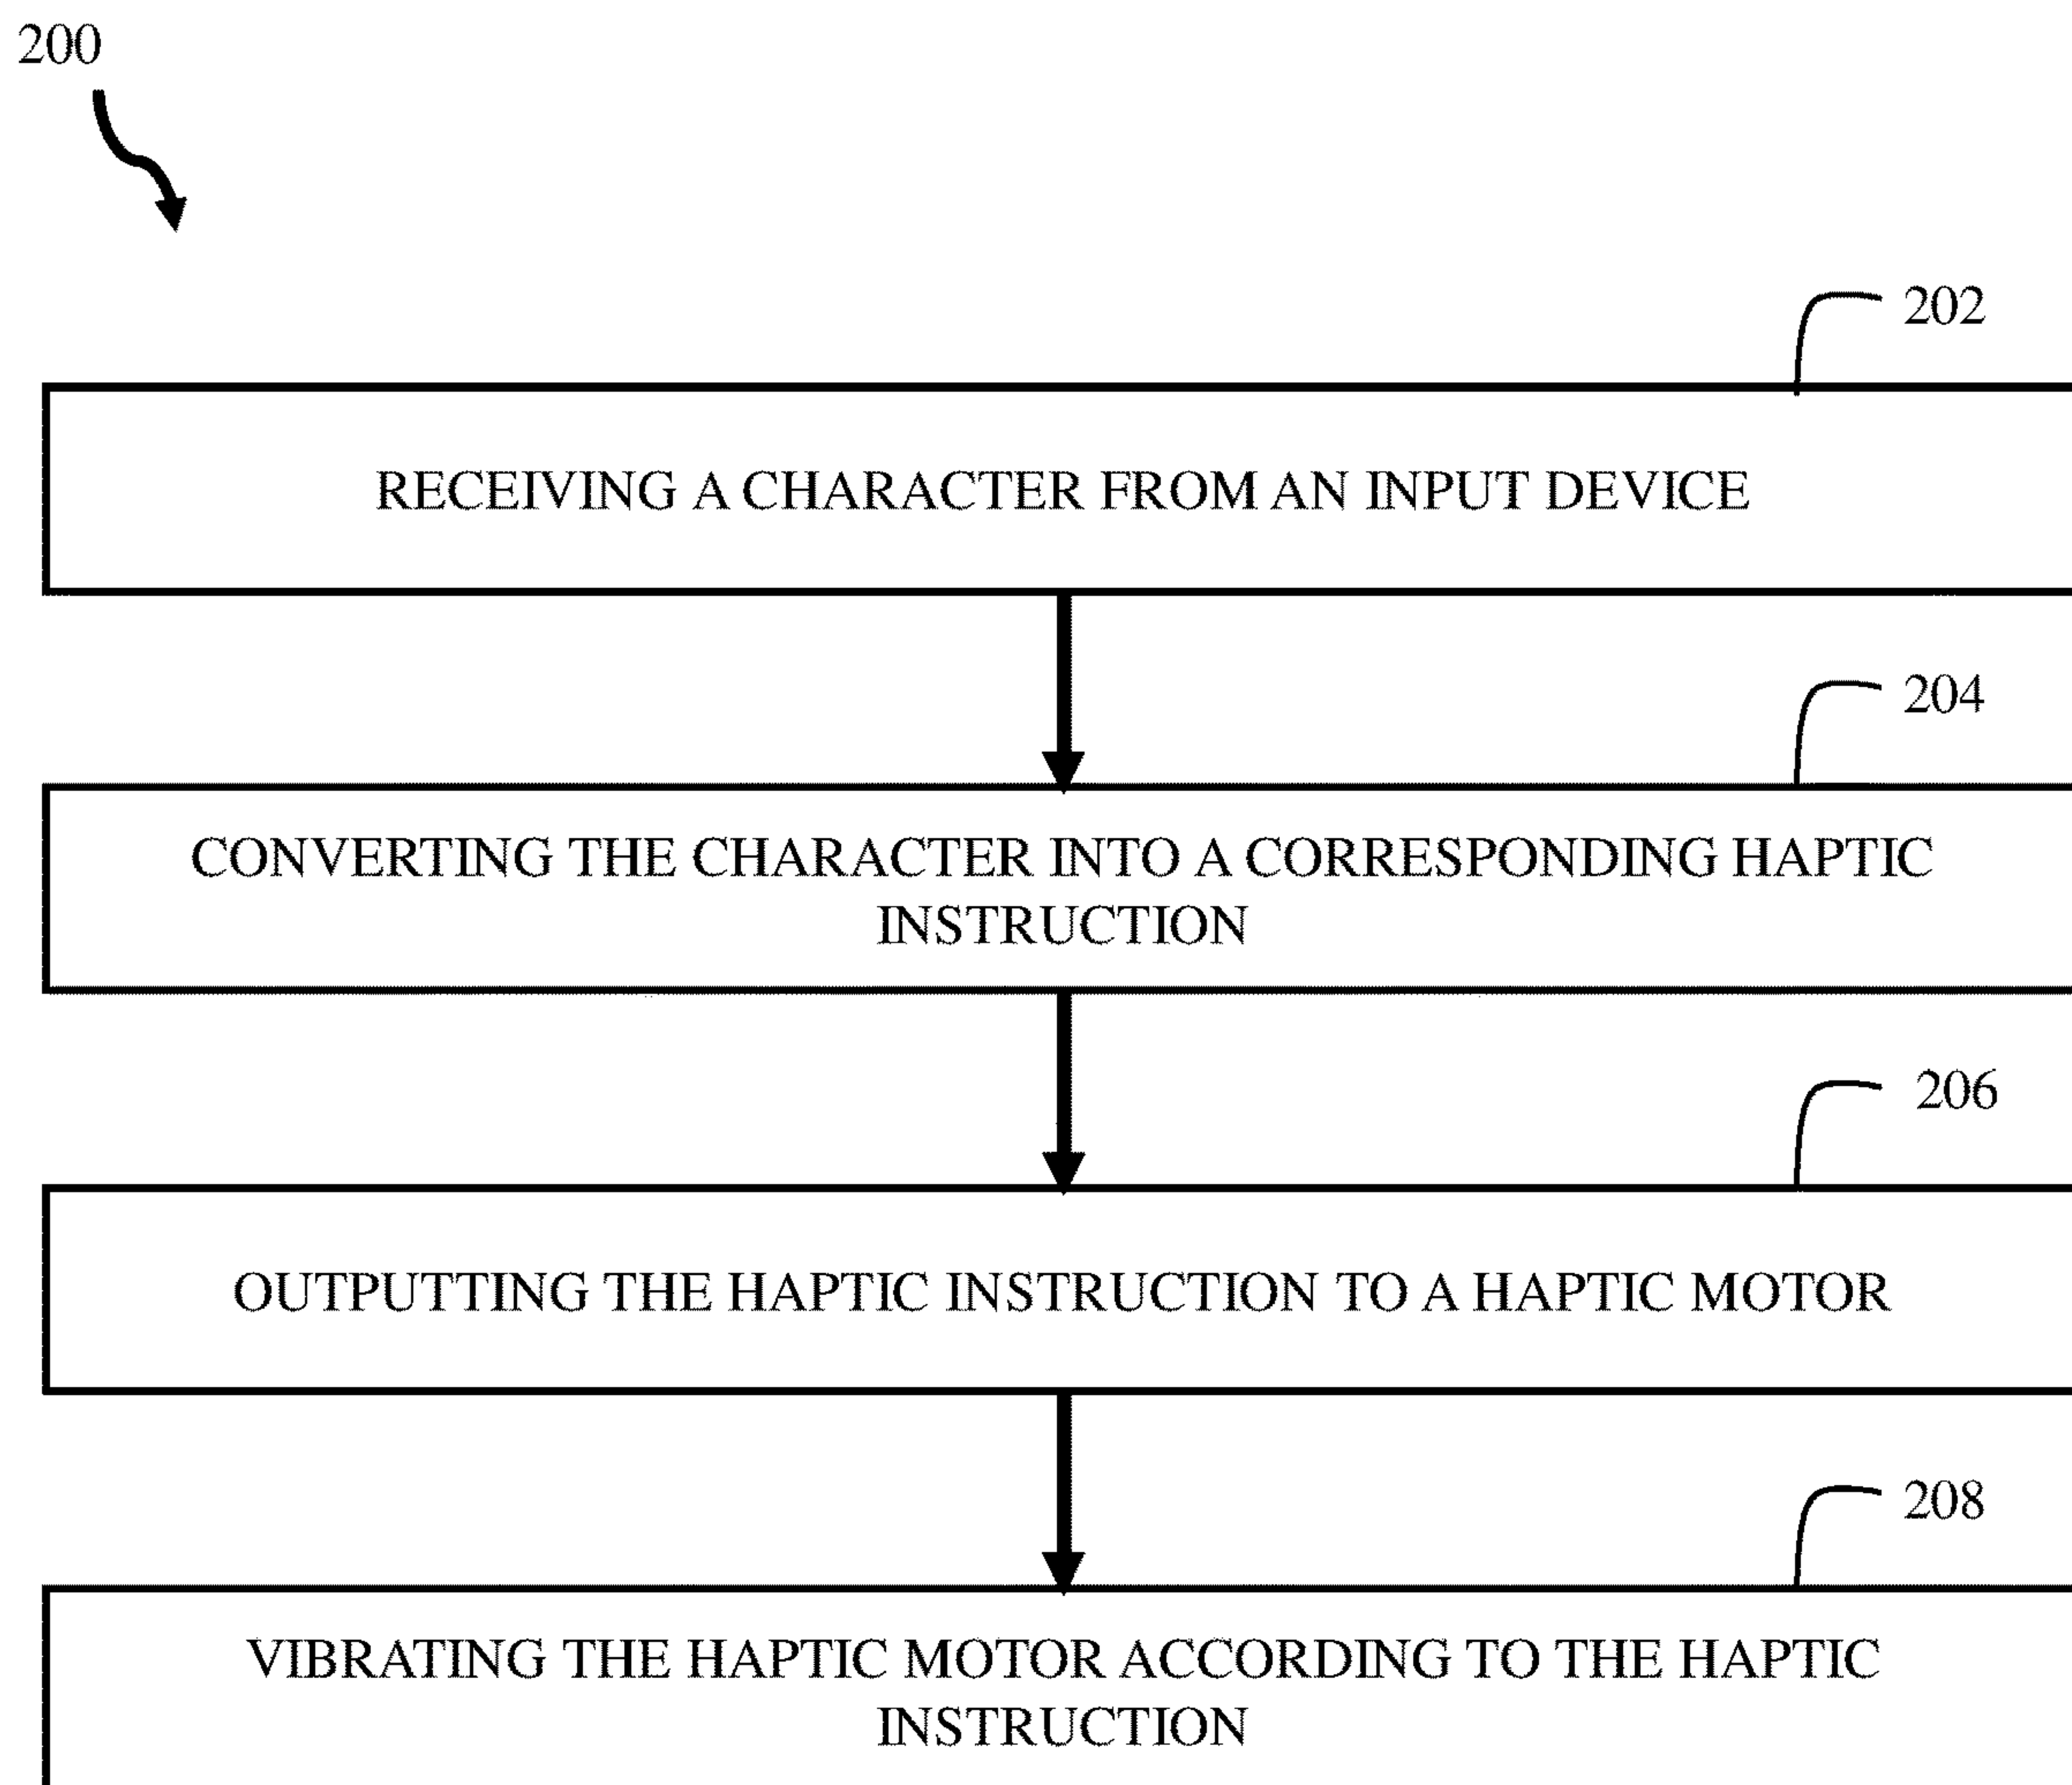 200
202
RECEIVING A CHARACTER FROM AN INPUT DEVICE
204
CONVERTING THE CHARACTER INTO A CORRESPONDING HAPTIC
INSTRUCTION
206
OUTPUTTING THE HAPTIC INSTRUCTION TO A HAPTIC MOTOR
208
VIBRATING THE HAPTIC MOTOR ACCORDING TO THE HAPTIC
INSTRUCTION